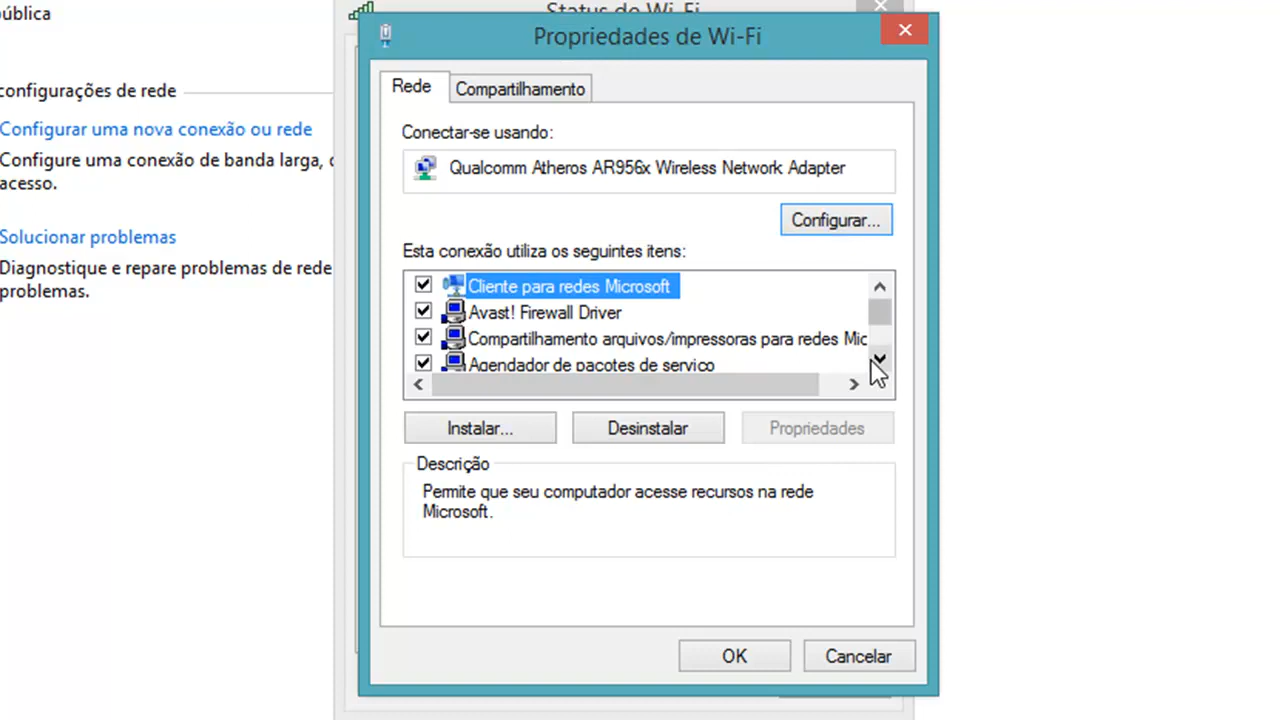 ública
configurações de rede
Configurar uma nova conexão ou rede
Configure uma conexão de banda larga,
acesso.
Solucionar problemas
Diagnostique e repare problemas de rede
problemas.
Status de Wi-Fi
Propriedades de Wi-Fi
Rede
Compartilhamento
Conectar-se usando:
Qualcomm Atheros AR956x Wireless Network Adapter
Configurar...
Esta conexão utiliza os seguintes itens:
Cliente para redes Microsoft
Avast! Firewall Driver
Compartilhamento arquivos/impressoras para redes Mic
Agendador de pacotes de serviço
Instalar...
Desinstalar
Propriedades
Descrição
Permite que seu computador acesse recursos na rede
Microsoft.
OK
Cancelar